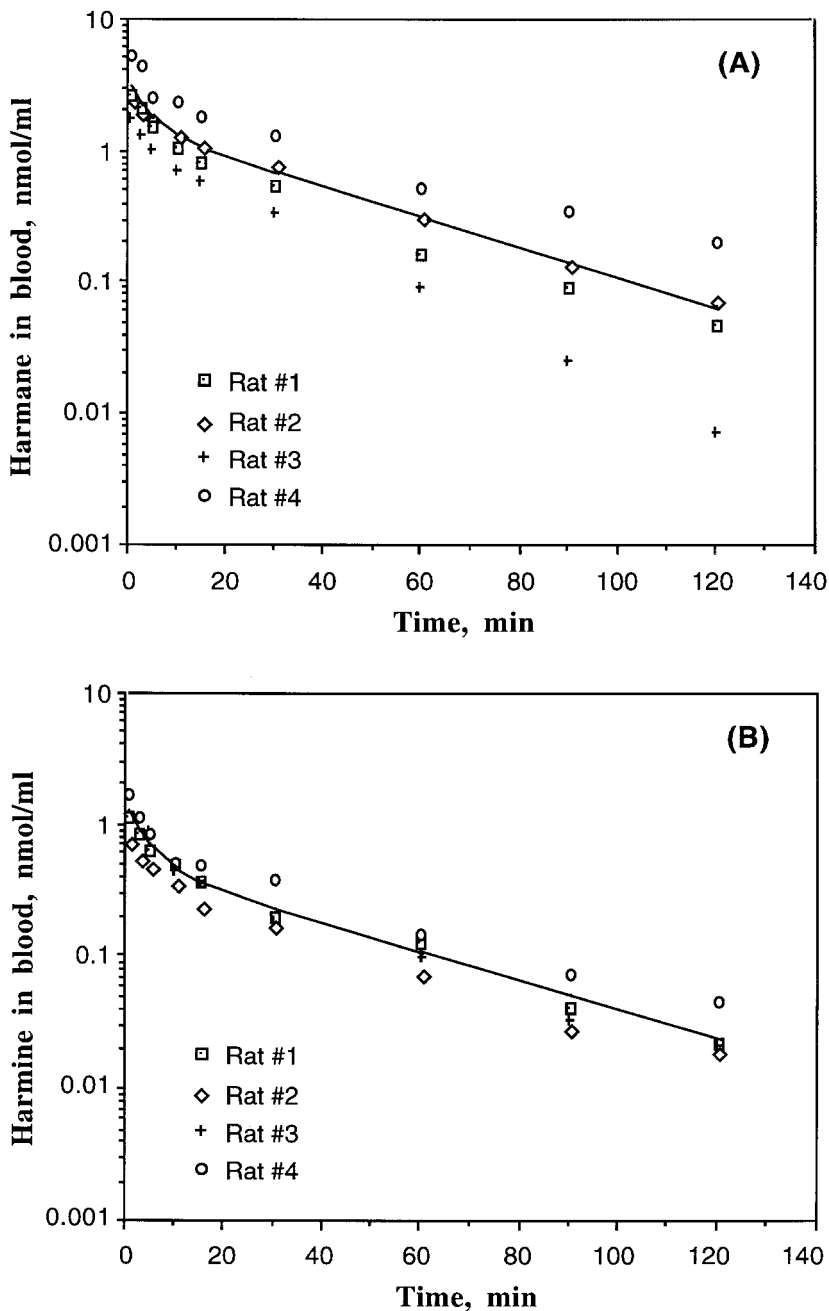 (A)
Harmane in blood, nmol/ml
10
1
0.1
0.01
0.001
Rat #1
Rat #2
Rat #3
Rat #4
0 20 40 60 80 100 120 140
Time, min
(B)
Harmine in blood, nmol/ml
10
1
0.1
0.01
0.001
Rat #1
Rat #2
Rat #3
Rat #4
0 20 40 60 80 100 120 140
Time, min